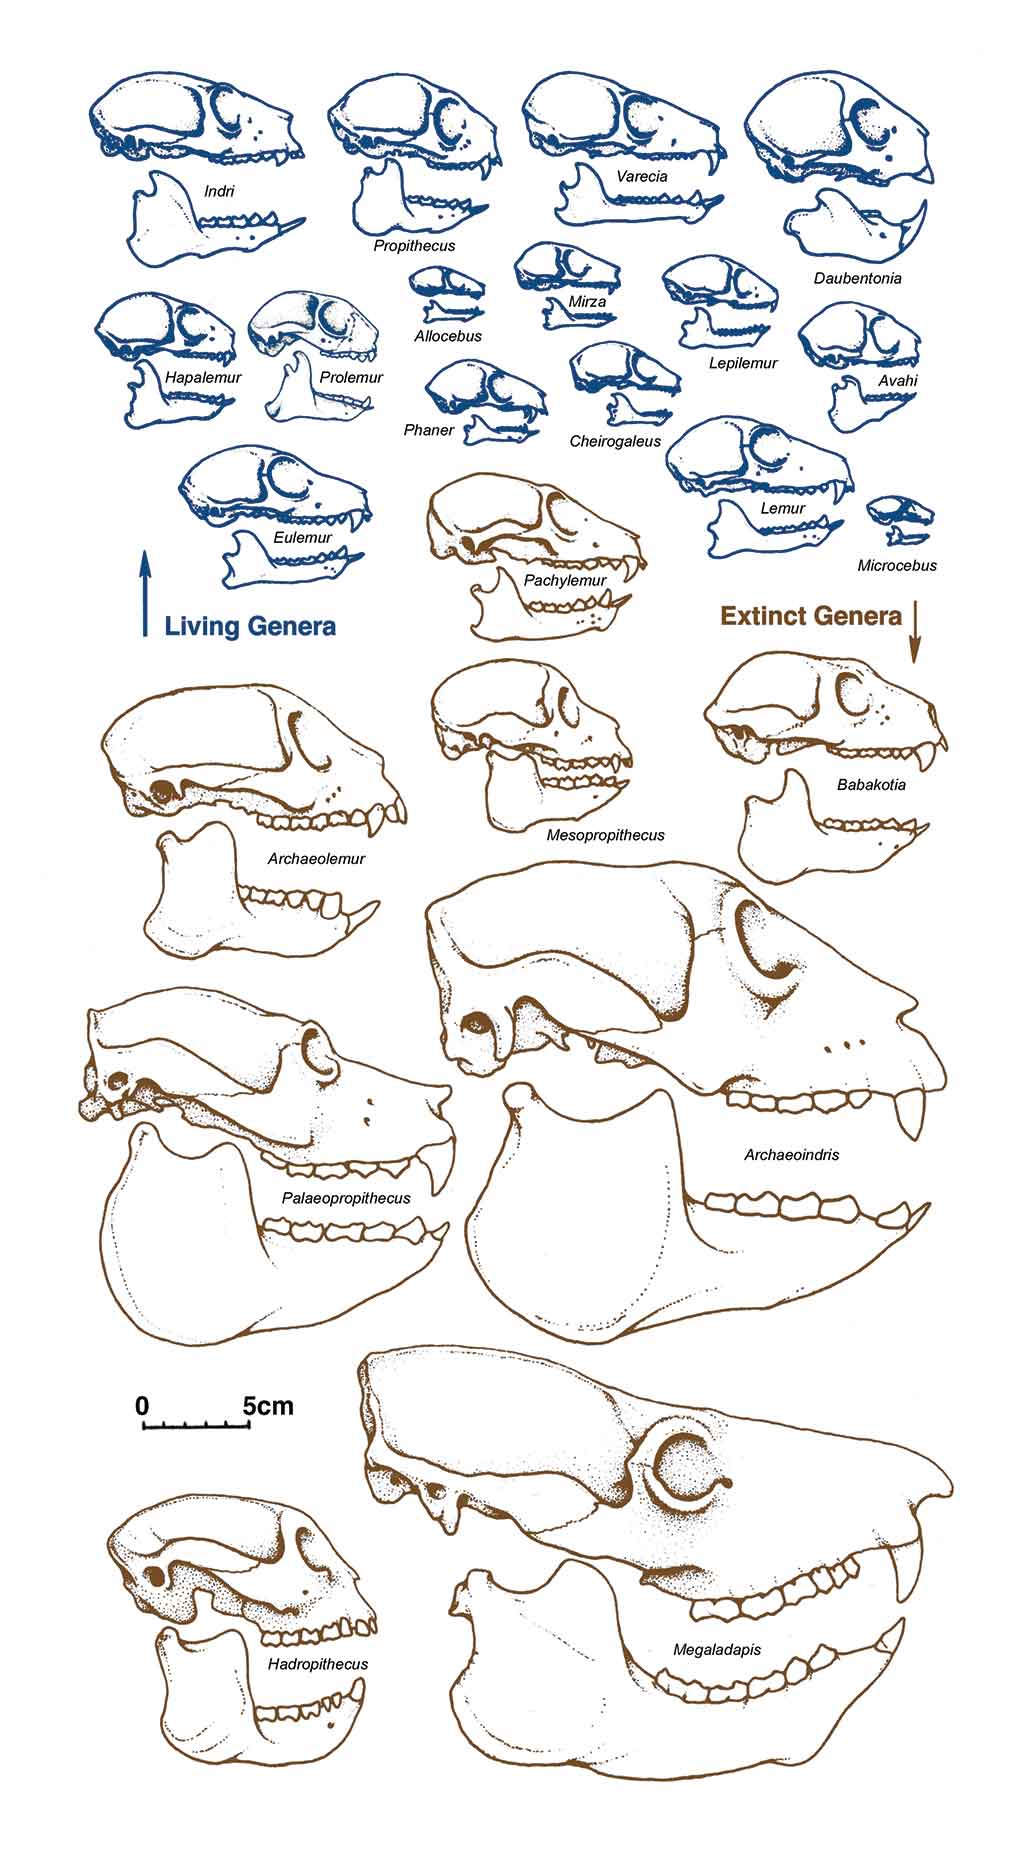 Indri
Propithecus
Varecia
Daubentonia
Allocebus
Mirza
Lepilemur
Avahi
Hapalemur
Prolemur
Phaner
Cheirogaleus
Eulemur
Lemur
Microcebus
Pachylemur
Living Genera
Extinct Genera
Archaeolemur
Mesopropithecus
Babakotia
Palaeopropithecus
Archaeoindris
0 5cm
Hadropithecus
Megaladapis